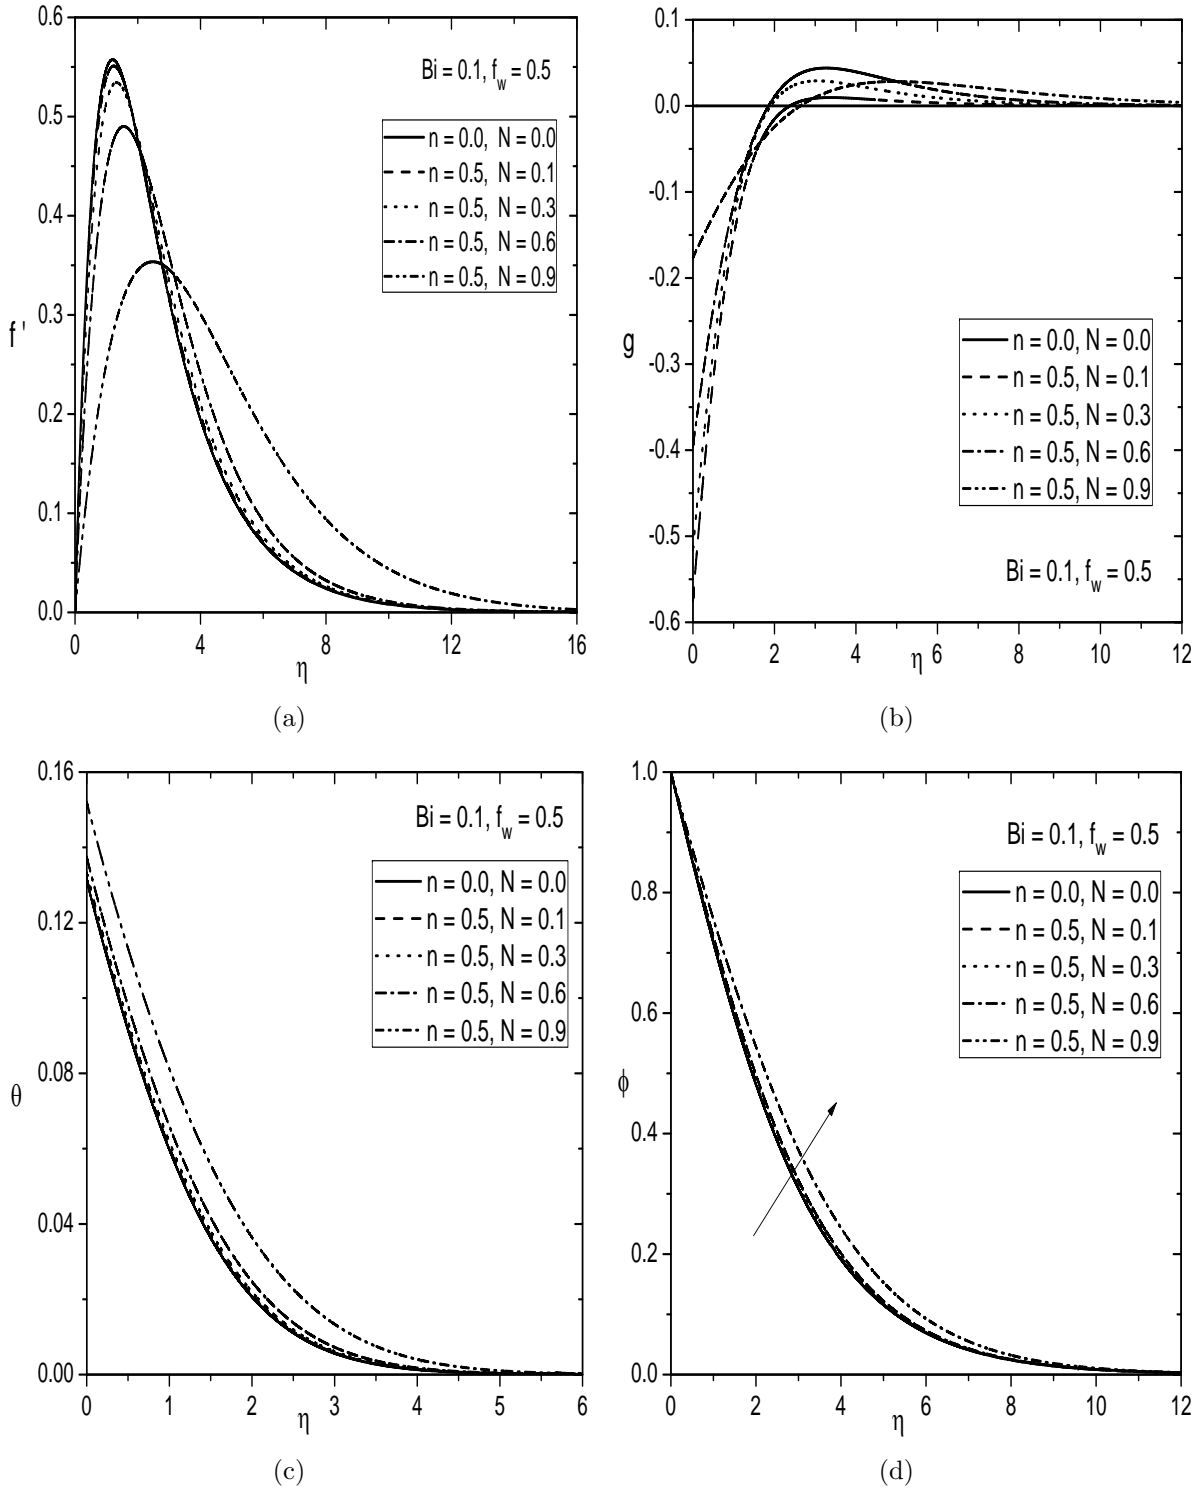 0.6
0.5
0.4
0.3
0.2
0.1
0.0
f '
Bi = 0.1, f_w = 0.5
n = 0.0, N = 0.0
n = 0.5, N = 0.1
n = 0.5, N = 0.3
n = 0.5, N = 0.6
n = 0.5, N = 0.9
0 4 8 12 16
η
(a)
0.1
0.0
-0.1
-0.2
-0.3
-0.4
-0.5
-0.6
g
n = 0.0, N = 0.0
n = 0.5, N = 0.1
n = 0.5, N = 0.3
n = 0.5, N = 0.6
n = 0.5, N = 0.9
Bi = 0.1, f_w = 0.5
0 2 4 6 8 10 12
η
(b)
0.16
0.12
0.08
0.04
0.00
θ
Bi = 0.1, f_w = 0.5
n = 0.0, N = 0.0
n = 0.5, N = 0.1
n = 0.5, N = 0.3
n = 0.5, N = 0.6
n = 0.5, N = 0.9
0 1 2 3 4 5 6
η
(c)
1.0
0.8
0.6
0.4
0.2
0.0
ϕ
Bi = 0.1, f_w = 0.5
n = 0.0, N = 0.0
n = 0.5, N = 0.1
n = 0.5, N = 0.3
n = 0.5, N = 0.6
n = 0.5, N = 0.9
0 2 4 6 8 10 12
η
(d)